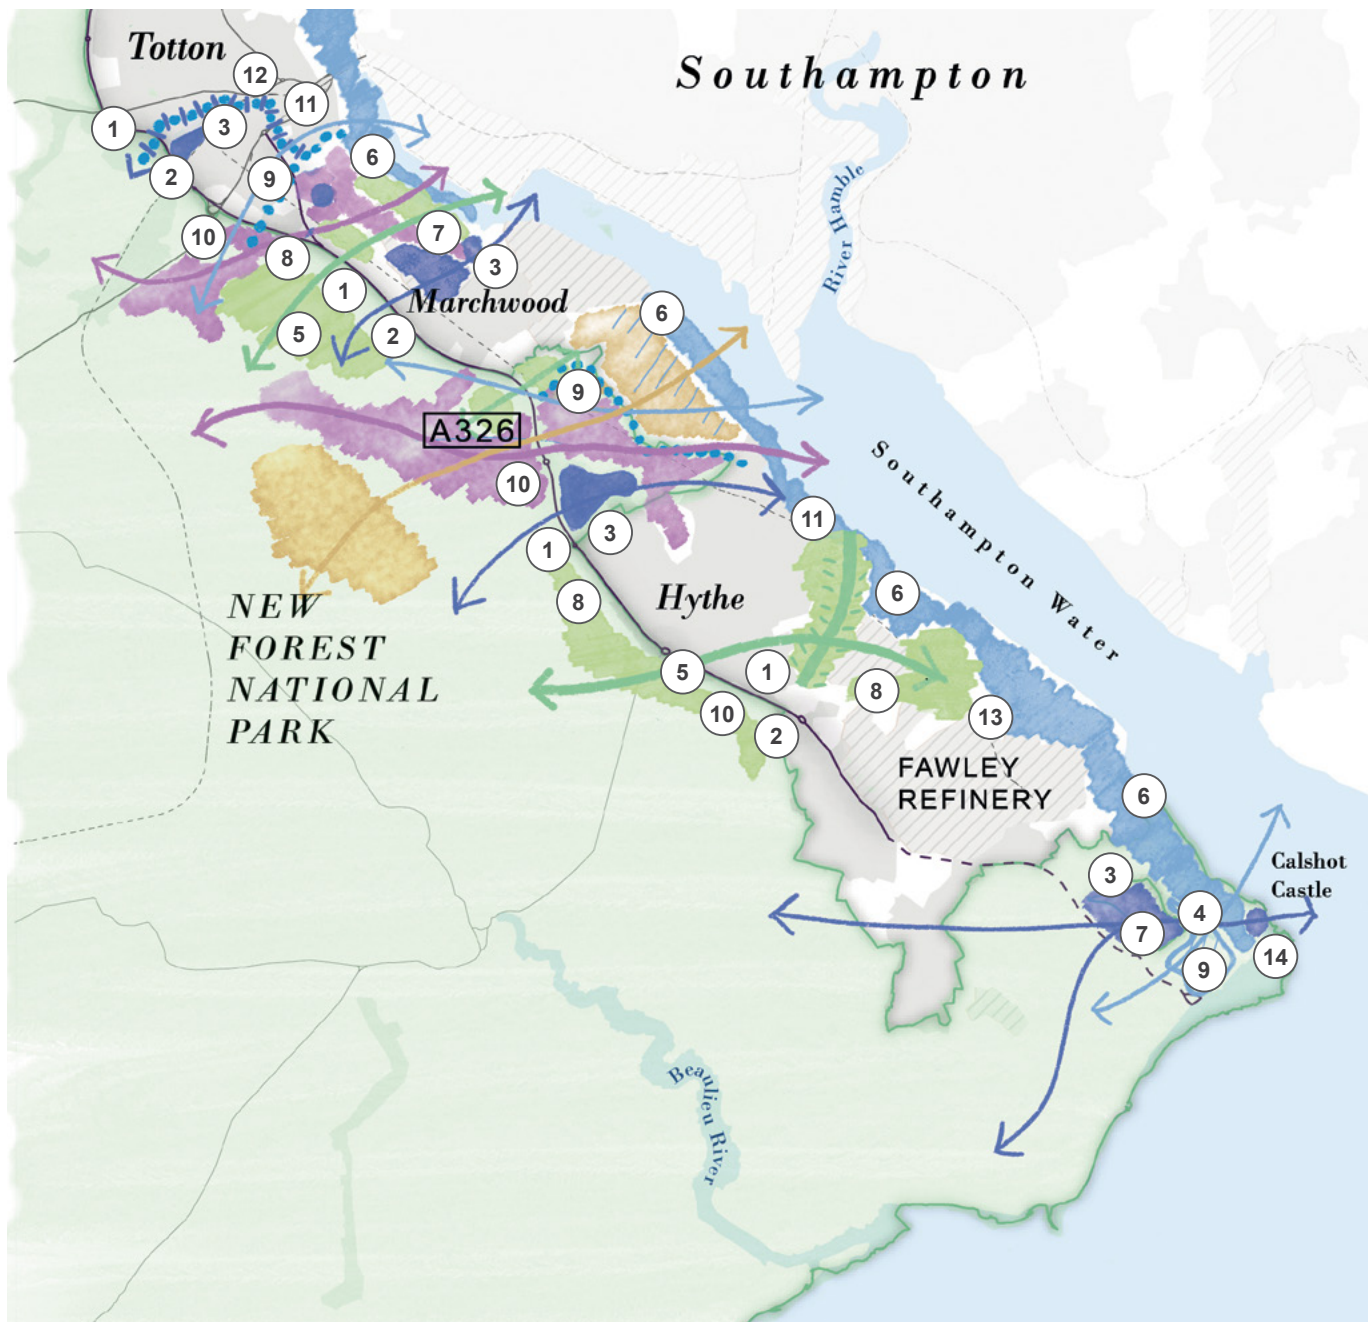 Totton
Southampton
12
11
1
3
6
2
9
River Hamble
10
7
8
3
1
Marchwood
6
5
2
9
A326
Southampton Water
10
11
3
1
6
8
Hythe
NEW
FOREST
NATIONAL
PARK
5
1
8
10
13
2
FAWLEY
REFINERY
6
Calshot
Castle
3
4
7
14
9
Beaulieu River